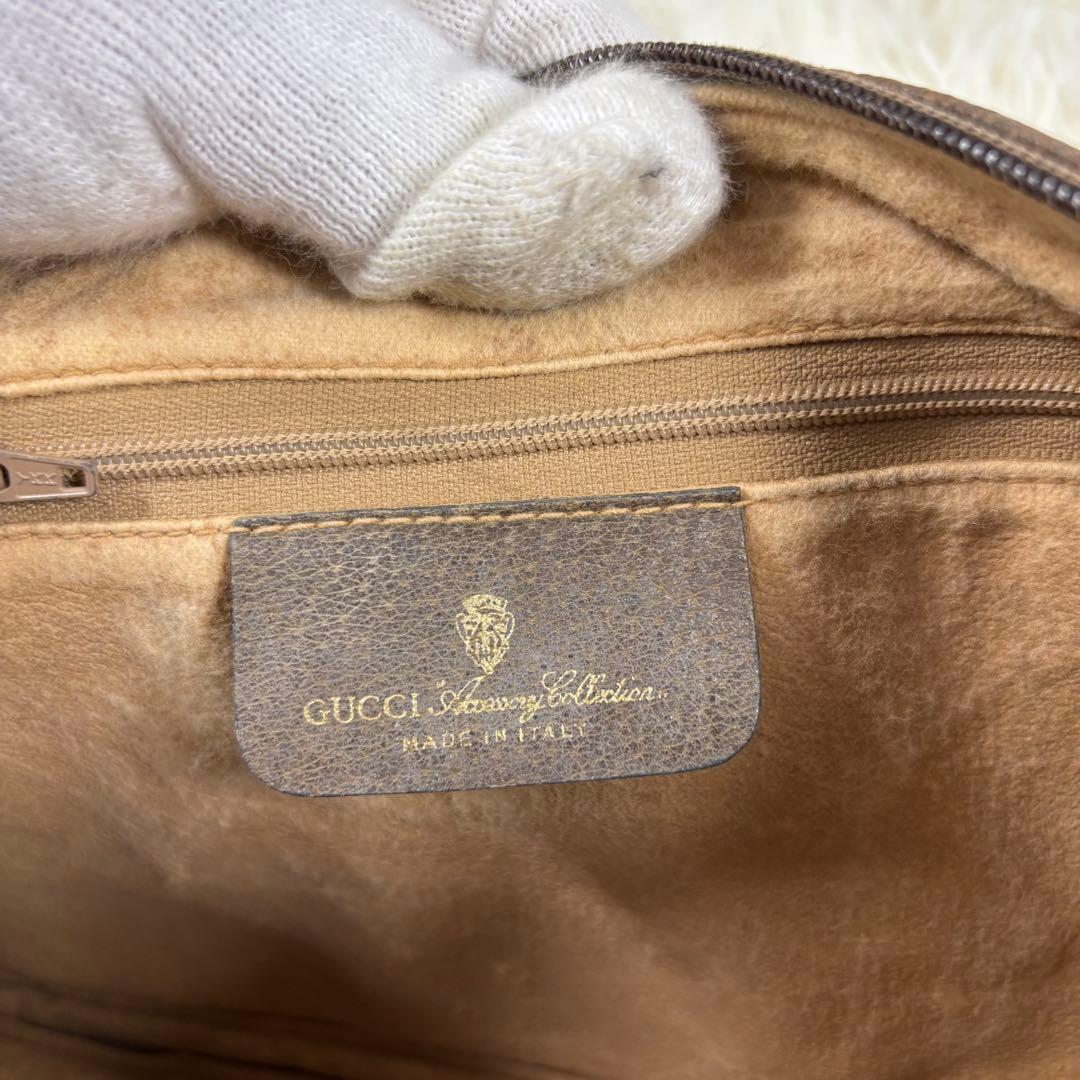 GUCCI "Accessory Collection"
MADE IN ITALY